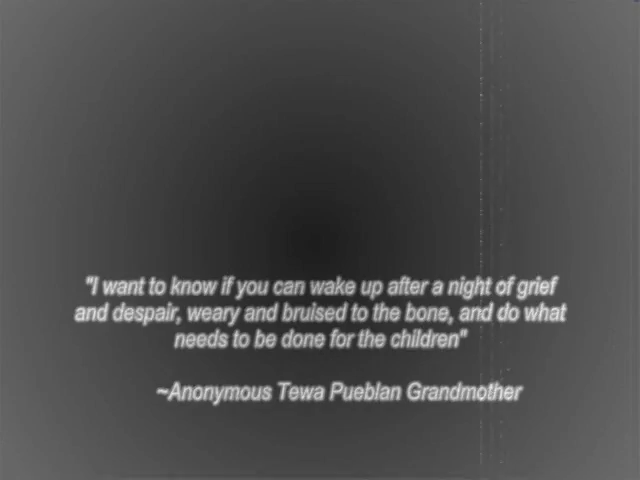 "I want to know if you can wake up after a night of grief
and despair, weary and bruised to the bone, and do what
needs to be done for the children"
~Anonymous Tewa Pueblan Grandmother